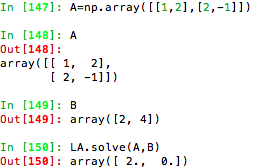 In [147]: A=np.array([[1,2],[2,-1]])
In [148]: A
Out[148]:
array([[ 1,  2],
       [ 2, -1]])
In [149]: B
Out[149]: array([2, 4])
In [150]: LA.solve(A,B)
Out[150]: array([ 2.,  0.])